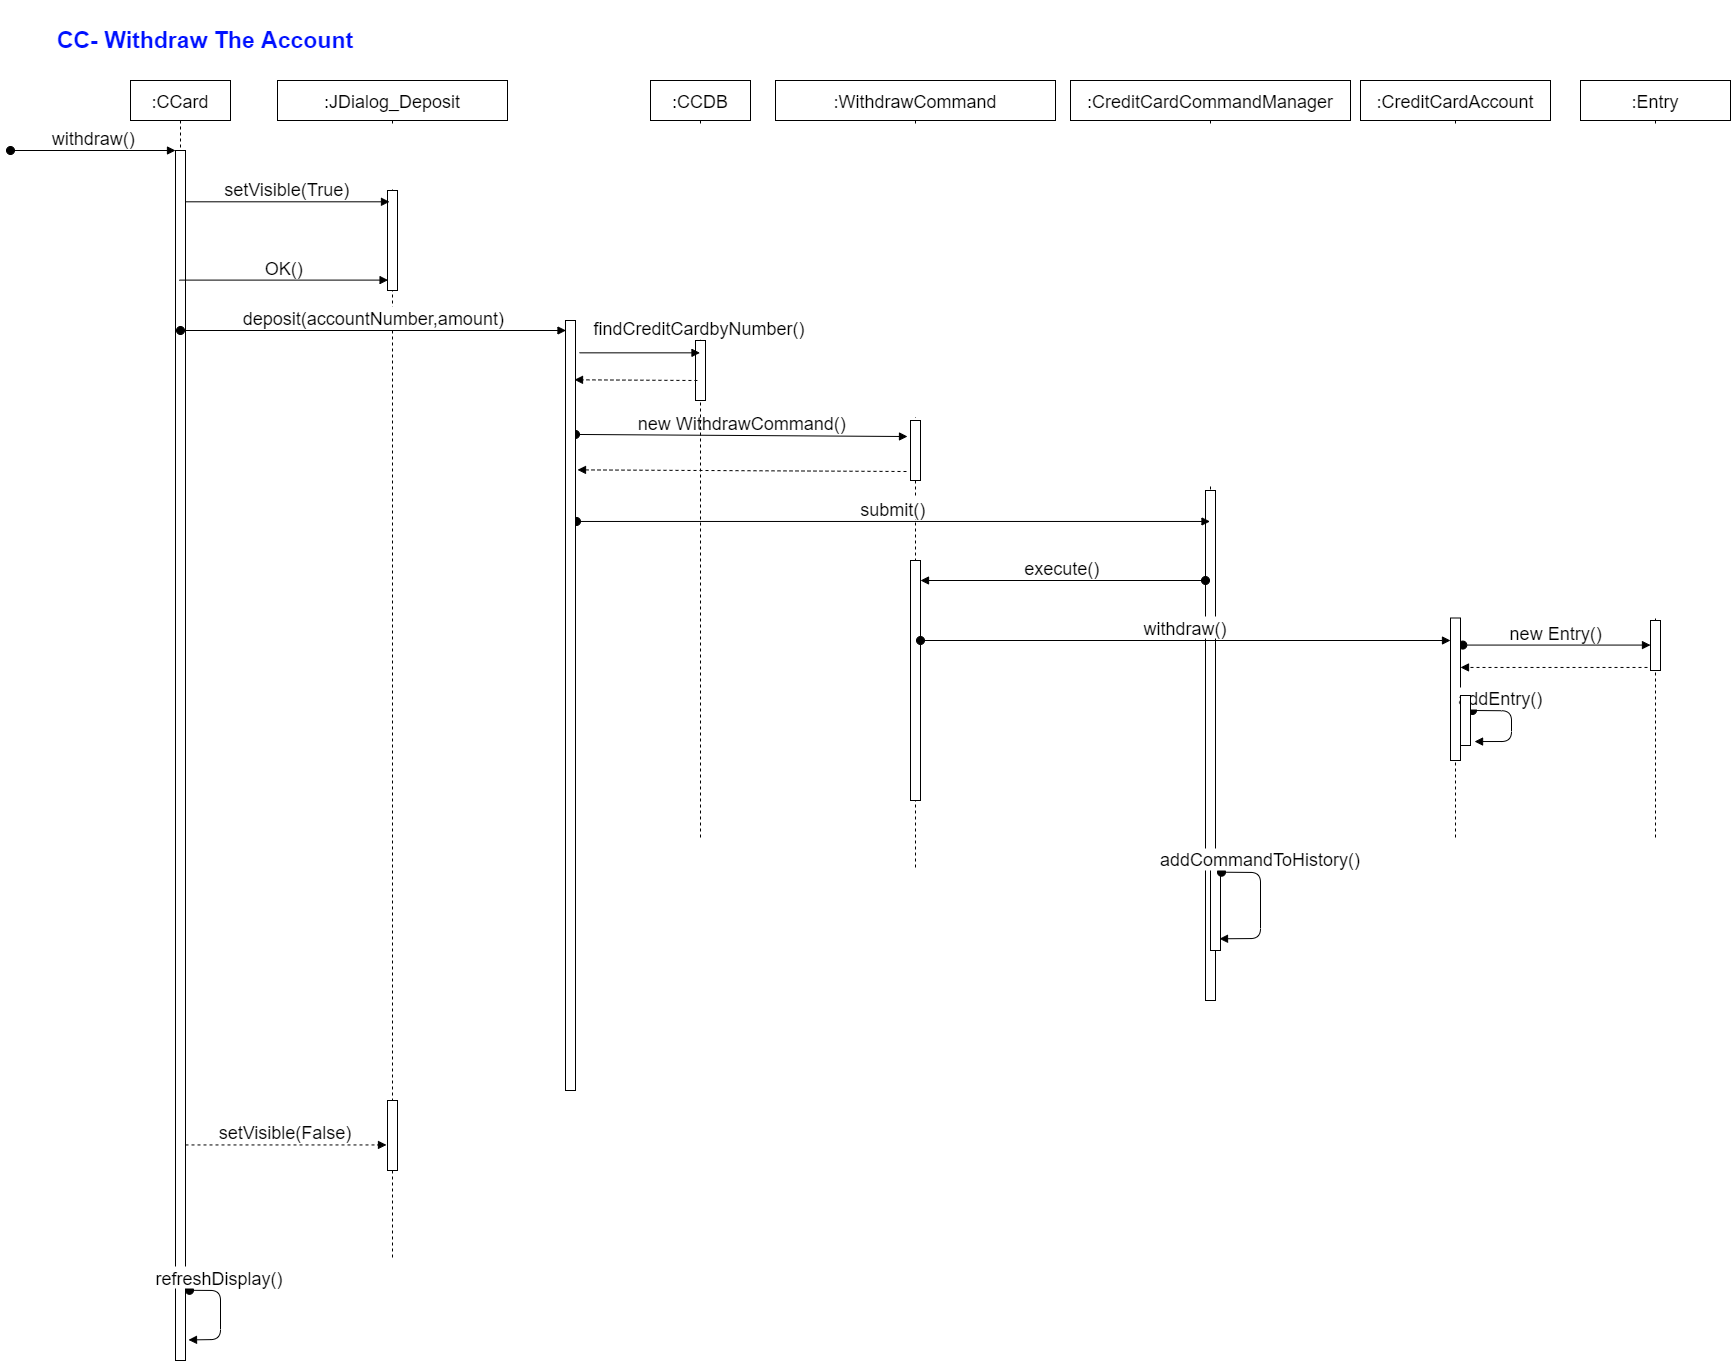 CC- Withdraw The Account
:CCard
:JDialog_Deposit
:CCDB
:WithdrawCommand
:CreditCardCommandManager
:CreditCardAccount
:Entry
withdraw()
setVisible(True)
OK()
deposit(accountNumber,amount)
findCreditCardbyNumber()
new WithdrawCommand()
submit()
execute()
withdraw()
new Entry()
ddEntry()
addCommandToHistory()
setVisible(False)
refreshDisplay()